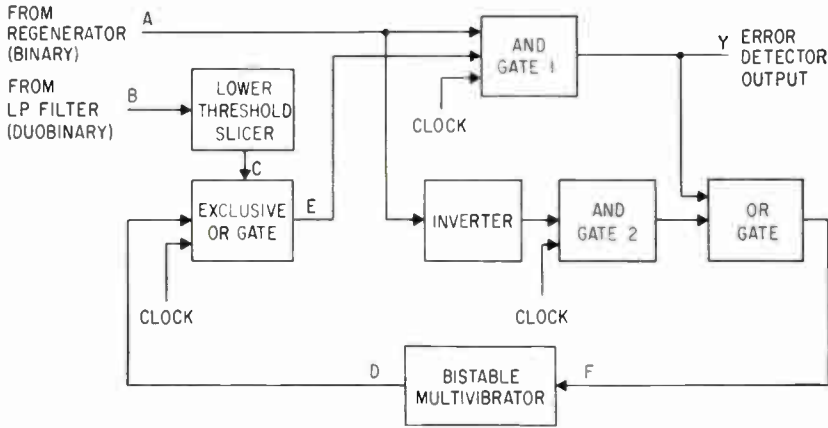 FROM
REGENERATOR
(BINARY)
A
AND
GATE 1
Y
ERROR
DETECTOR
OUTPUT
CLOCK
FROM
LP FILTER
(DUOBINARY)
B
LOWER
THRESHOLD
SLICER
C
EXCLUSIVE
OR GATE
E
CLOCK
INVERTER
AND
GATE 2
CLOCK
OR
GATE
D
BISTABLE
MULTIVIBRATOR
F